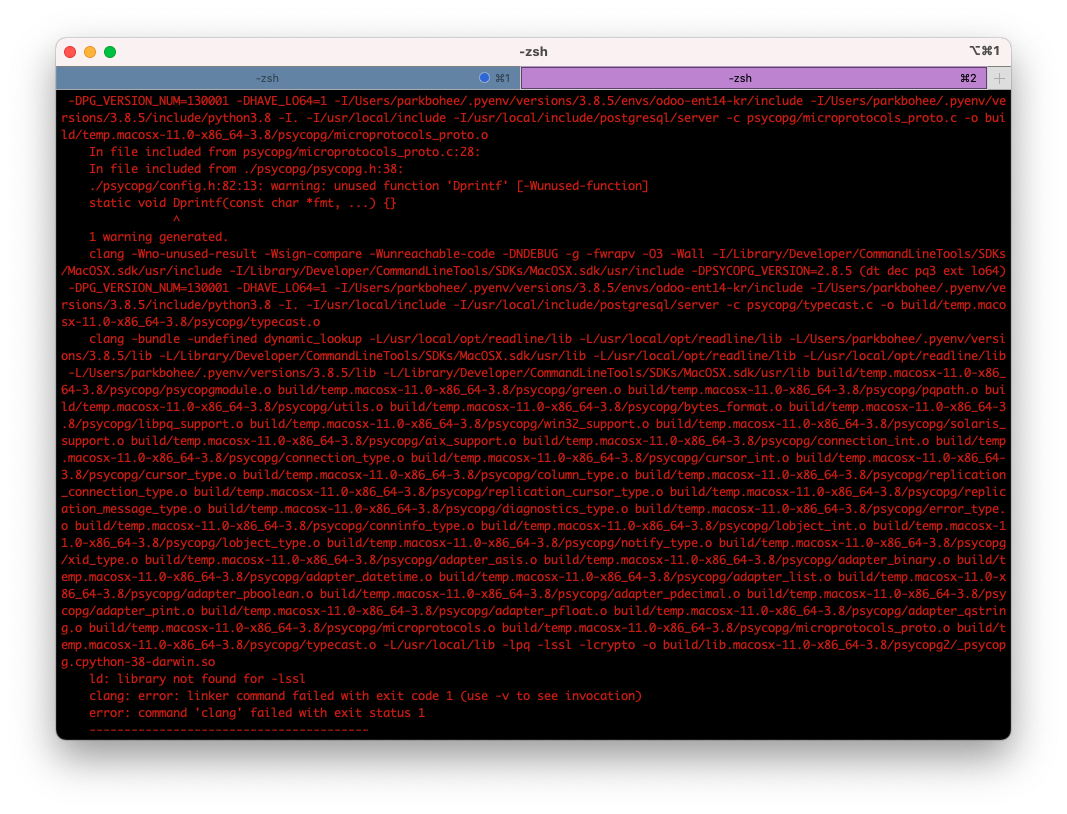 -zsh
⌥⌘1
-zsh
⌘1
-zsh
⌘2
-DPG_VERSION_NUM=130001 -DHAVE_LO64=1 -I/Users/parkbohee/.pyenv/versions/3.8.5/envs/odoo-ent14-kr/include -I/Users/parkbohee/.pyenv/ve
rsions/3.8.5/include/python3.8 -I. -I/usr/local/include -I/usr/local/include/postgresql/server -c psycopg/microprotocols_proto.c -o bui
ld/temp.macosx-11.0-x86_64-3.8/psycopg/microprotocols_proto.o
In file included from psycopg/microprotocols_proto.c:28:
In file included from ./psycopg/psycopg.h:38:
./psycopg/config.h:82:13: warning: unused function 'Dprintf' [-Wunused-function]
static void Dprintf(const char *fmt, ...) {}
^
1 warning generated.
clang -Wno-unused-result -Wsign-compare -Wunreachable-code -DNDEBUG -g -fwrapv -O3 -Wall -I/Library/Developer/CommandLineTools/SDKs
/MacOSX.sdk/usr/include -I/Library/Developer/CommandLineTools/SDKs/MacOSX.sdk/usr/include -DPSYCOPG_VERSION=2.8.5 (dt dec pq3 ext lo64)
-DPG_VERSION_NUM=130001 -DHAVE_LO64=1 -I/Users/parkbohee/.pyenv/versions/3.8.5/envs/odoo-ent14-kr/include -I/Users/parkbohee/.pyenv/ve
rsions/3.8.5/include/python3.8 -I. -I/usr/local/include -I/usr/local/include/postgresql/server -c psycopg/typecast.c -o build/temp.maco
sx-11.0-x86_64-3.8/psycopg/typecast.o
clang -bundle -undefined dynamic_lookup -L/usr/local/opt/readline/lib -L/usr/local/opt/readline/lib -L/Users/parkbohee/.pyenv/versi
ons/3.8.5/lib -L/Library/Developer/CommandLineTools/SDKs/MacOSX.sdk/usr/lib -L/usr/local/opt/readline/lib -L/usr/local/opt/readline/lib
-L/Users/parkbohee/.pyenv/versions/3.8.5/lib -L/Library/Developer/CommandLineTools/SDKs/MacOSX.sdk/usr/lib build/temp.macosx-11.0-x86_
64-3.8/psycopg/psycopgmodule.o build/temp.macosx-11.0-x86_64-3.8/psycopg/green.o build/temp.macosx-11.0-x86_64-3.8/psycopg/pqpath.o bui
ld/temp.macosx-11.0-x86_64-3.8/psycopg/utils.o build/temp.macosx-11.0-x86_64-3.8/psycopg/bytes_format.o build/temp.macosx-11.0-x86_64-3
.8/psycopg/libpq_support.o build/temp.macosx-11.0-x86_64-3.8/psycopg/win32_support.o build/temp.macosx-11.0-x86_64-3.8/psycopg/solaris_
support.o build/temp.macosx-11.0-x86_64-3.8/psycopg/aix_support.o build/temp.macosx-11.0-x86_64-3.8/psycopg/connection_int.o build/temp
.macosx-11.0-x86_64-3.8/psycopg/connection_type.o build/temp.macosx-11.0-x86_64-3.8/psycopg/cursor_int.o build/temp.macosx-11.0-x86_64-
3.8/psycopg/cursor_type.o build/temp.macosx-11.0-x86_64-3.8/psycopg/column_type.o build/temp.macosx-11.0-x86_64-3.8/psycopg/replication
_connection_type.o build/temp.macosx-11.0-x86_64-3.8/psycopg/replication_cursor_type.o build/temp.macosx-11.0-x86_64-3.8/psycopg/replic
ation_message_type.o build/temp.macosx-11.0-x86_64-3.8/psycopg/diagnostics_type.o build/temp.macosx-11.0-x86_64-3.8/psycopg/error_type.
o build/temp.macosx-11.0-x86_64-3.8/psycopg/conninfo_type.o build/temp.macosx-11.0-x86_64-3.8/psycopg/lobject_int.o build/temp.macosx-1
1.0-x86_64-3.8/psycopg/lobject_type.o build/temp.macosx-11.0-x86_64-3.8/psycopg/notify_type.o build/temp.macosx-11.0-x86_64-3.8/psycopg
/xid_type.o build/temp.macosx-11.0-x86_64-3.8/psycopg/adapter_asis.o build/temp.macosx-11.0-x86_64-3.8/psycopg/adapter_binary.o build/t
emp.macosx-11.0-x86_64-3.8/psycopg/adapter_datetime.o build/temp.macosx-11.0-x86_64-3.8/psycopg/adapter_list.o build/temp.macosx-11.0-x
86_64-3.8/psycopg/adapter_pboolean.o build/temp.macosx-11.0-x86_64-3.8/psycopg/adapter_pdecimal.o build/temp.macosx-11.0-x86_64-3.8/psy
copg/adapter_pint.o build/temp.macosx-11.0-x86_64-3.8/psycopg/adapter_pfloat.o build/temp.macosx-11.0-x86_64-3.8/psycopg/adapter_qstrin
g.o build/temp.macosx-11.0-x86_64-3.8/psycopg/microprotocols.o build/temp.macosx-11.0-x86_64-3.8/psycopg/microprotocols_proto.o build/t
emp.macosx-11.0-x86_64-3.8/psycopg/typecast.o -L/usr/local/lib -lpq -lssl -lcrypto -o build/lib.macosx-11.0-x86_64-3.8/psycopg2/_psycop
g.cpython-38-darwin.so
ld: library not found for -lssl
clang: error: linker command failed with exit code 1 (use -v to see invocation)
error: command 'clang' failed with exit status 1
----------------------------------------